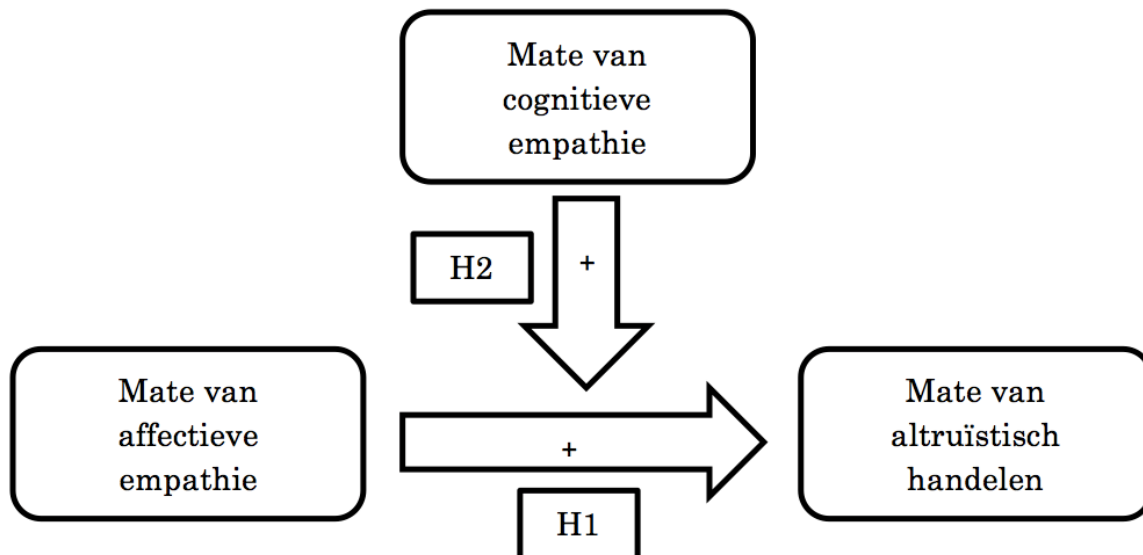 Mate van
cognitieve
empathie
H2
+
Mate van
affectieve
empathie
+
H1
Mate van
altruïstisch
handelen